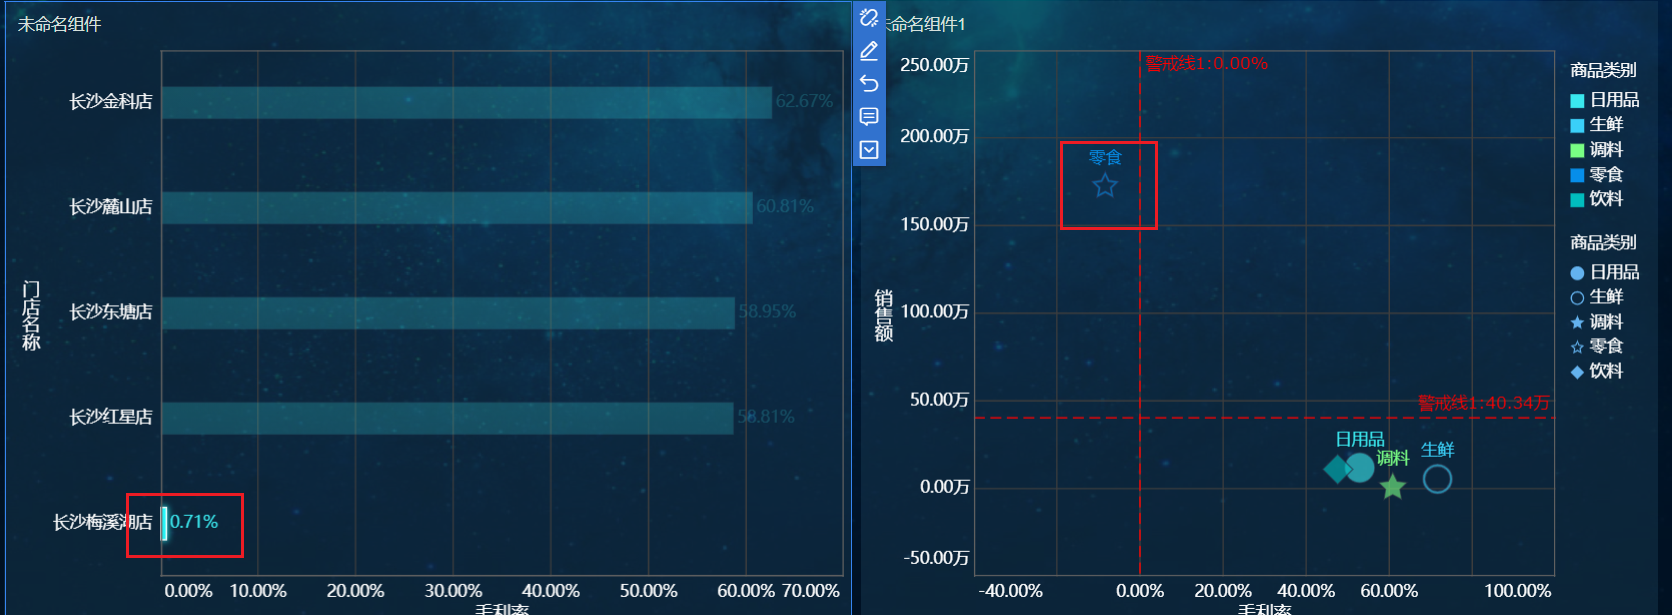 未命名组件
长沙金科店
62.67%
长沙麓山店
60.81%
长沙东塘店
58.95%
长沙红星店
58.81%
长沙梅溪湖店
0.71%
门店名称
0.00% 10.00% 20.00% 30.00% 40.00% 50.00% 60.00% 70.00%
毛利率
未命名组件1
250.00万
200.00万
150.00万
100.00万
50.00万
0.00万
-50.00万
销售额
警戒线1:0.00%
零食
警戒线1:40.34万
日用品
调料
生鲜
-40.00% 0.00% 20.00% 40.00% 60.00% 100.00%
毛利率
商品类别
日用品
生鲜
调料
零食
饮料
商品类别
日用品
生鲜
调料
零食
饮料